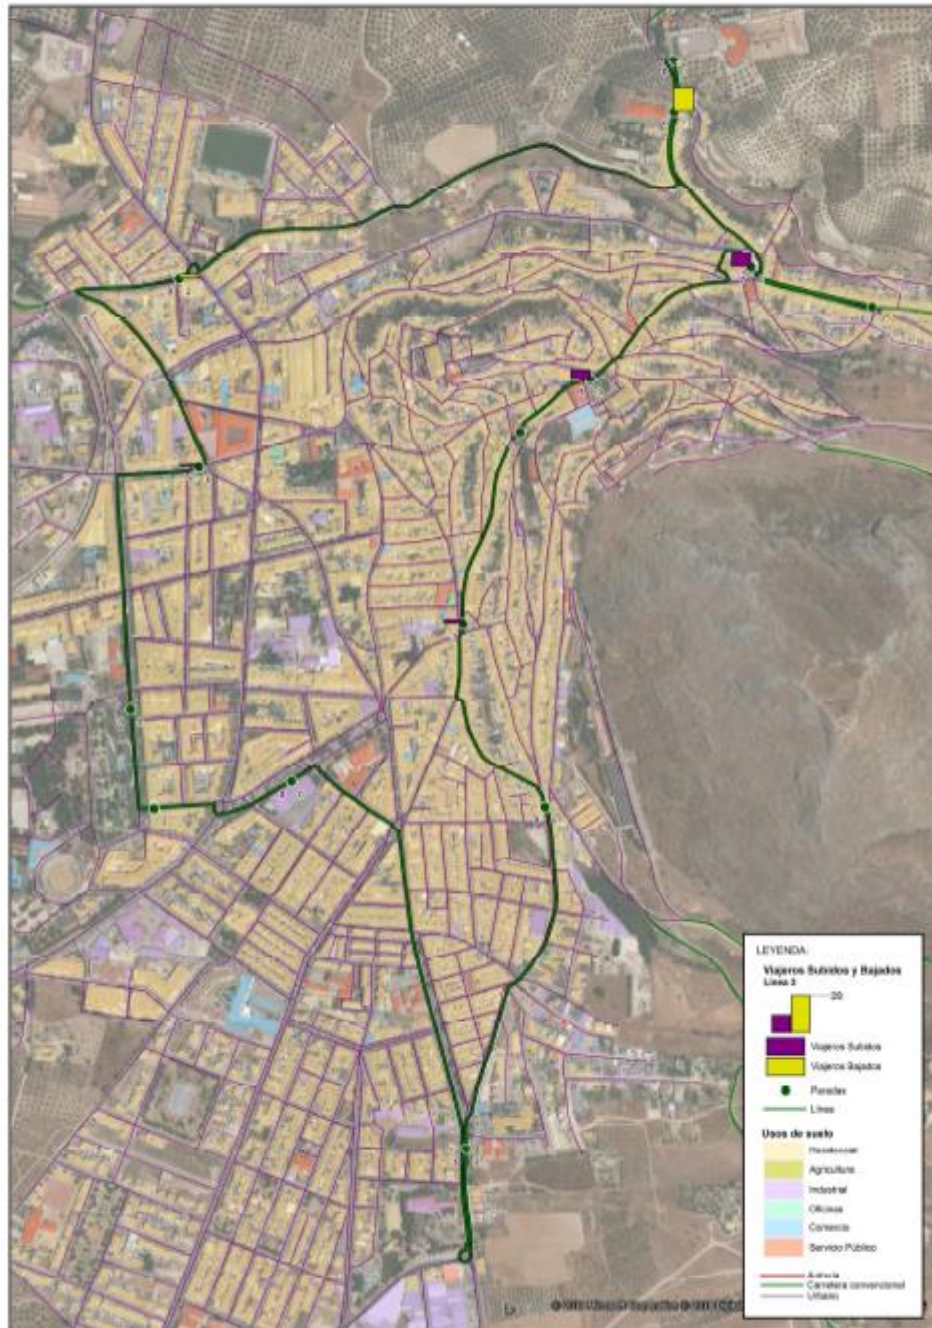 LEYENDA:
Viajeros Subidos y Bajados
Línea 3
20
Viajeros Subidos
Viajeros Bajados
Paradas
Línea
Usos de suelo
Residencial
Agricultura
Industrial
Oficinas
Comercio
Servicio Público
Carretera convencional
Urbano